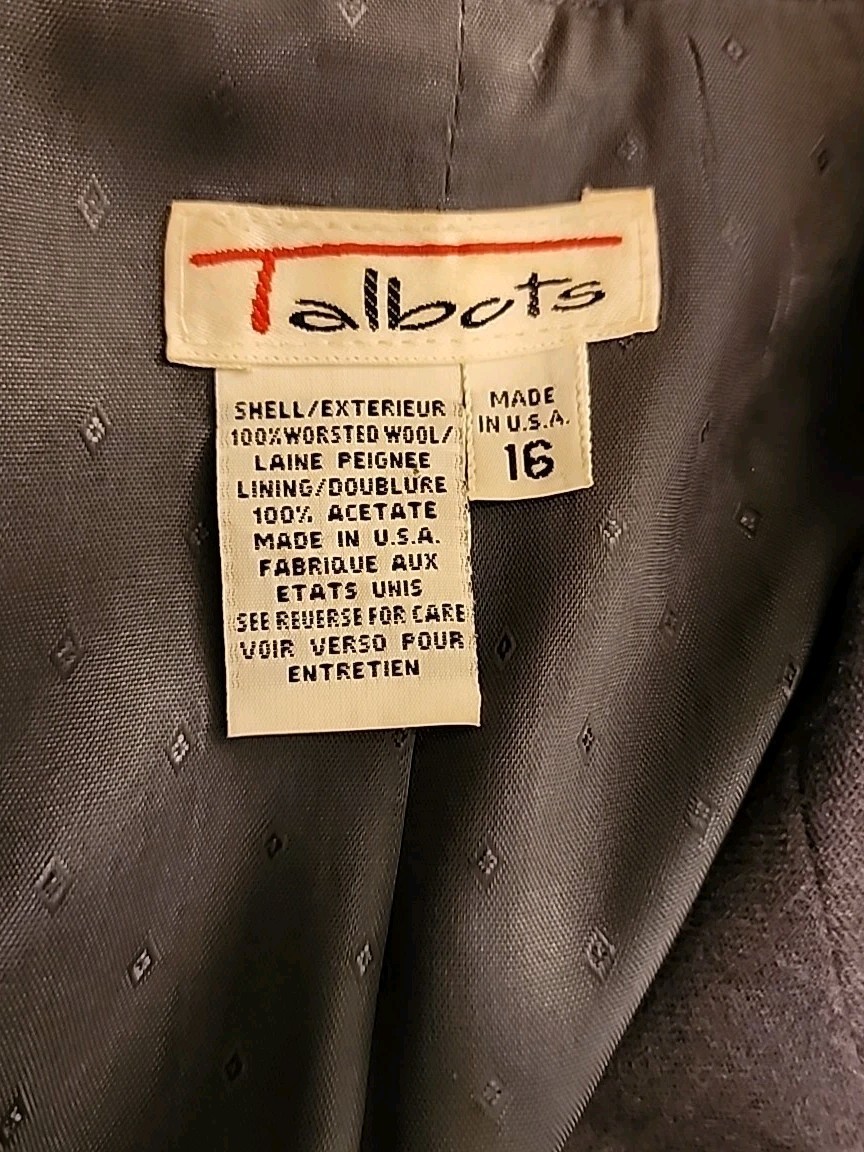 Talbots
SHELL/EXTERIEUR
100% WORSTED WOOL/
LAINE PEIGNEE
LINING/DOUBLURE
100% ACETATE
MADE IN U.S.A.
FABRIQUE AUX
ETATS UNIS
SEE REVERSE FOR CARE
VOIR VERSO POUR
ENTRETIEN
MADE
IN U.S.A.
16